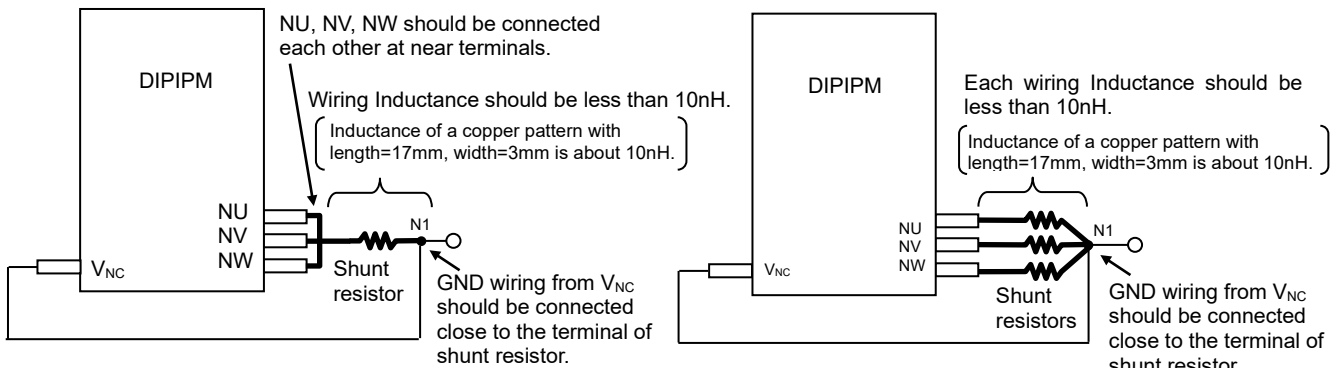 NU, NV, NW should be connected
each other at near terminals.
DIPIPM
Wiring Inductance should be less than 10nH.
Inductance of a copper pattern with
length=17mm, width=3mm is about 10nH.
NU
NV
NW
N1
VNC
Shunt
resistor
GND wiring from VNC
should be connected
close to the terminal of
shunt resistor.
DIPIPM
Each wiring Inductance should be
less than 10nH.
Inductance of a copper pattern with
length=17mm, width=3mm is about 10nH.
NU
NV
NW
N1
VNC
Shunt
resistors
GND wiring from VNC
should be connected
close to the terminal of
shunt resistor